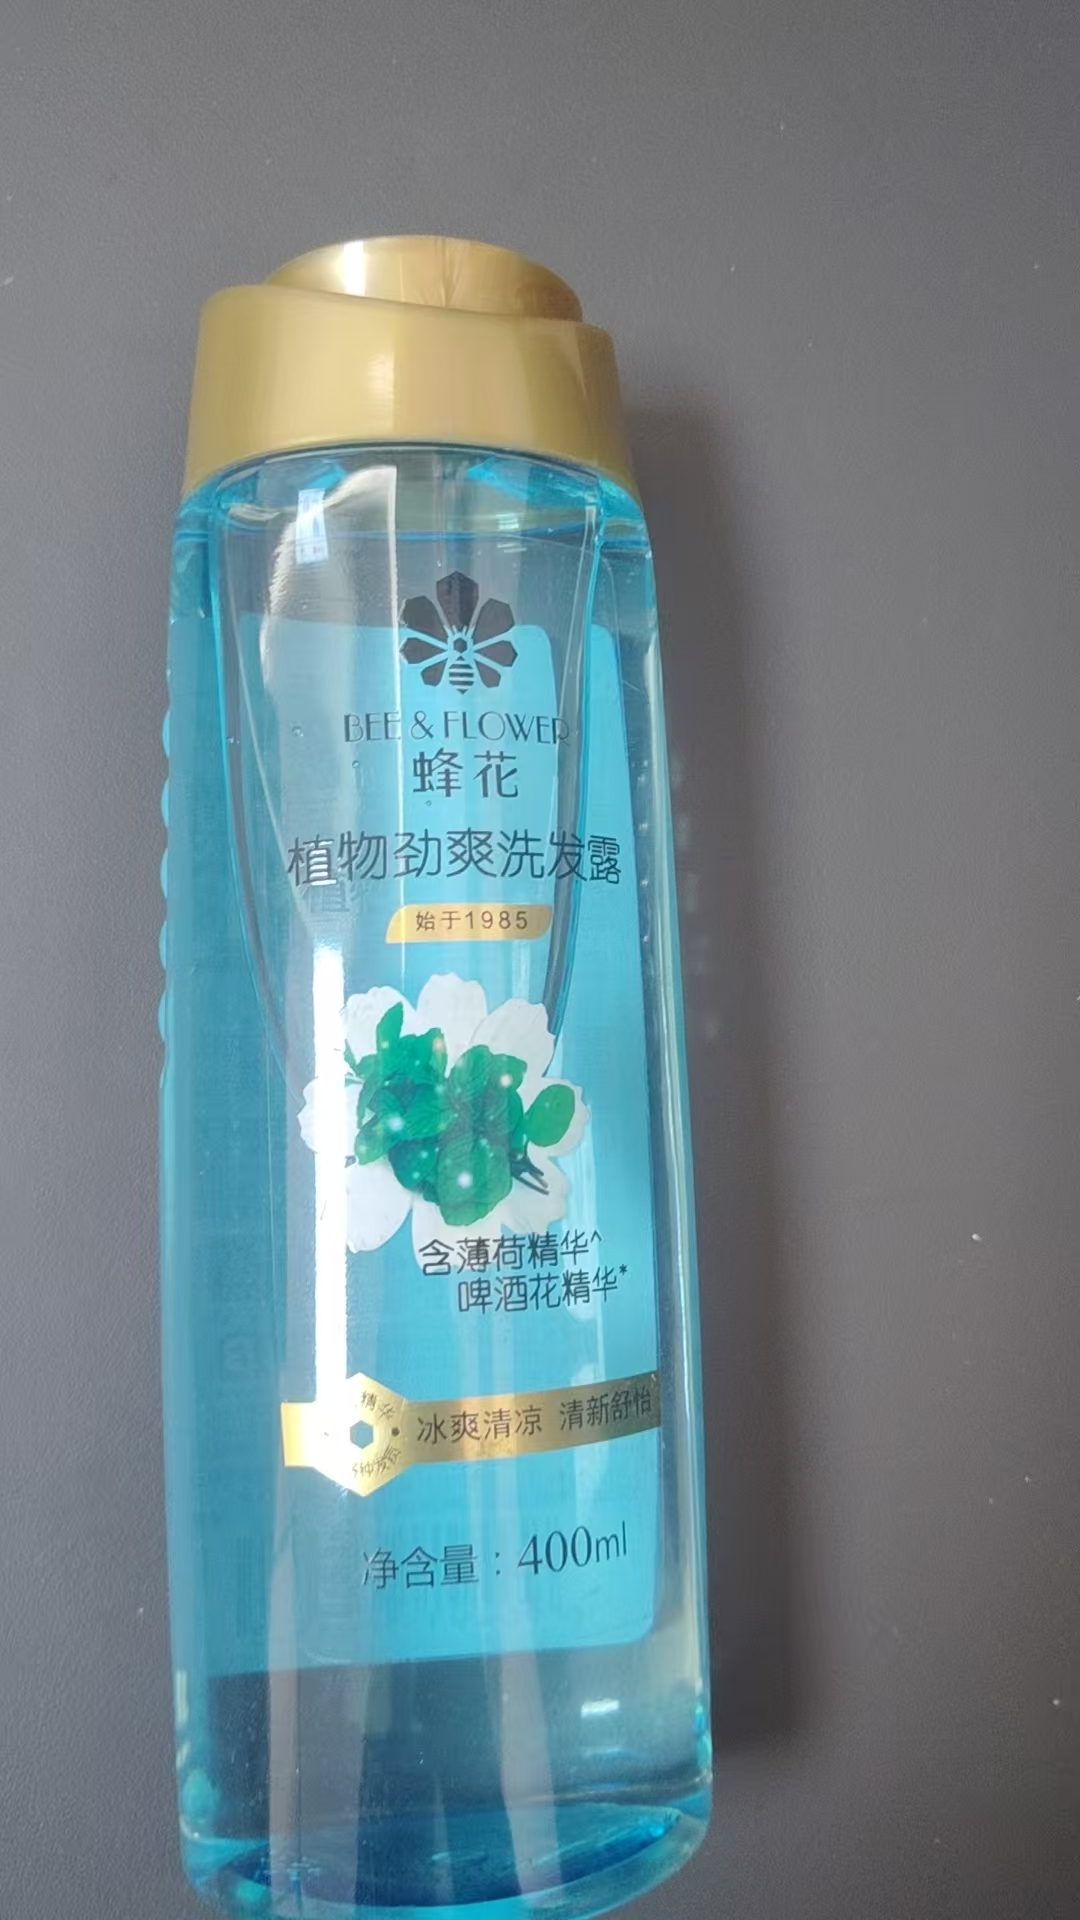 BEE & FLOWER
蜂花
植物劲爽洗发露
始于1985
含薄荷精华^
啤酒花精华*
精华
冰爽清凉 清新舒怡
净含量：400ml